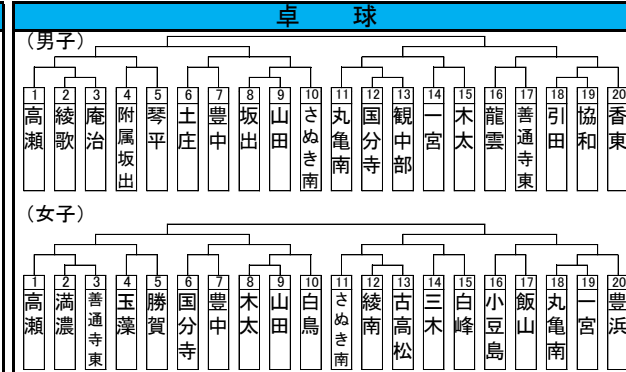 卓 球
（男子）
1 2 3 4 5 6 7 8 9 10 11 12 13 14 15 16 17 18 19 20
高瀬 綾歌 庵治 附属坂出 琴平 土庄 豊中 坂出 山田 さぬき南 丸亀南 国分寺 観中部 一宮 木太 龍雲 善通寺東 引田 協和 香東
（女子）
1 2 3 4 5 6 7 8 9 10 11 12 13 14 15 16 17 18 19 20
高瀬 満濃 善通寺東 玉藻 勝賀 国分寺 豊中 木太 山田 白鳥 さぬき南 綾南 古高松 三木 白峰 小豆島 飯山 丸亀南 一宮 豊浜